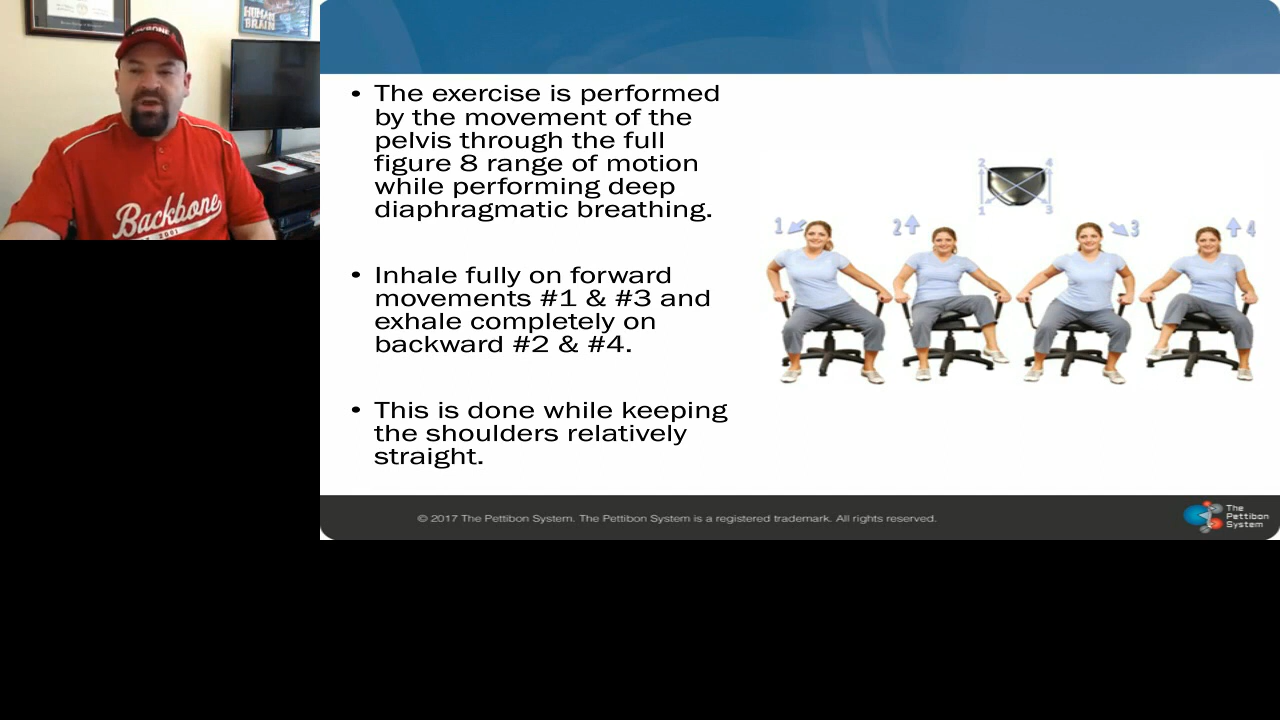 HUMAN
BRAIN
Backbone
2001
• The exercise is performed
by the movement of the
pelvis through the full
figure 8 range of motion
while performing deep
diaphragmatic breathing.
• Inhale fully on forward
movements #1 & #3 and
exhale completely on
backward #2 & #4.
• This is done while keeping
the shoulders relatively
straight.
2 4
1 3
1 2 3 4
© 2017 The Pettibon System. The Pettibon System is a registered trademark. All rights reserved.
The
Pettibon
System